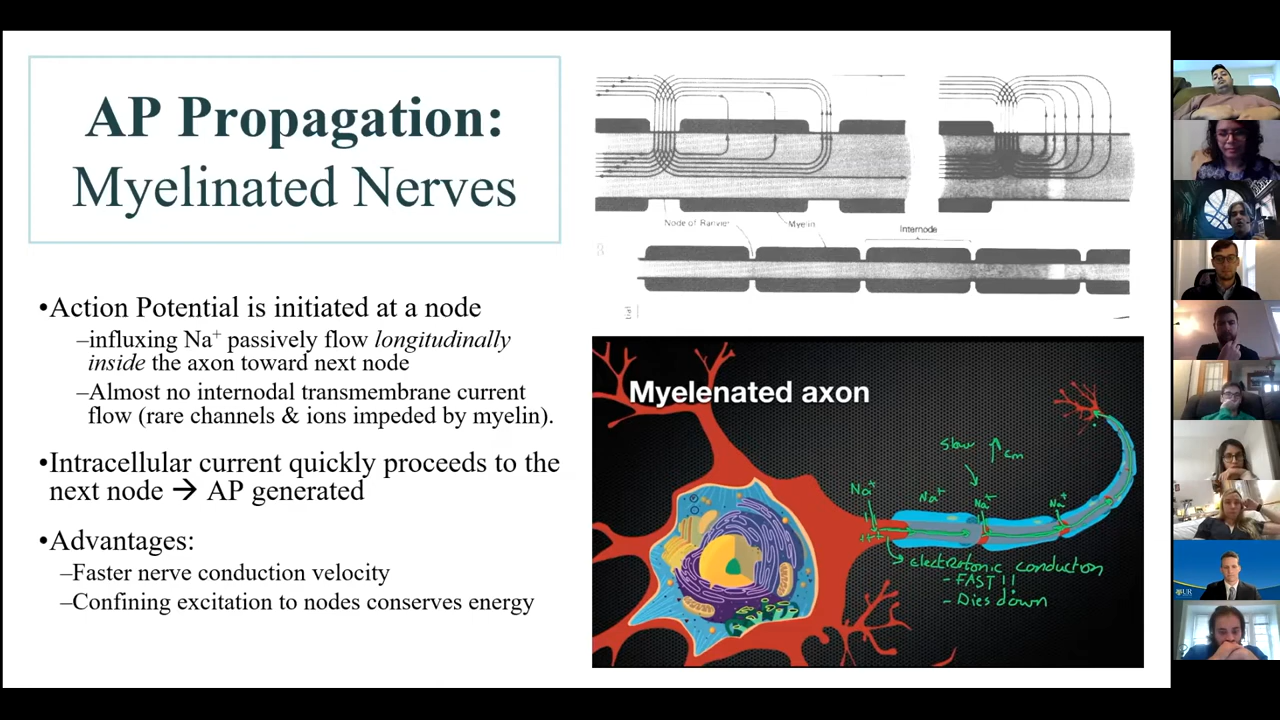 AP Propagation:
Myelinated Nerves
•Action Potential is initiated at a node
–influxing Na⁺ passively flow longitudinally
inside the axon toward next node
–Almost no internodal transmembrane current
flow (rare channels & ions impeded by myelin).
•Intracellular current quickly proceeds to the
next node → AP generated
•Advantages:
–Faster nerve conduction velocity
–Confining excitation to nodes conserves energy
Node of Ranvier
Myelin
Internode
Myelenated axon
slow ↑ cm
Na⁺
Na⁺
Na⁺
Na⁺
+++
electrotonic conduction
- FAST!!
- Dies down
UR